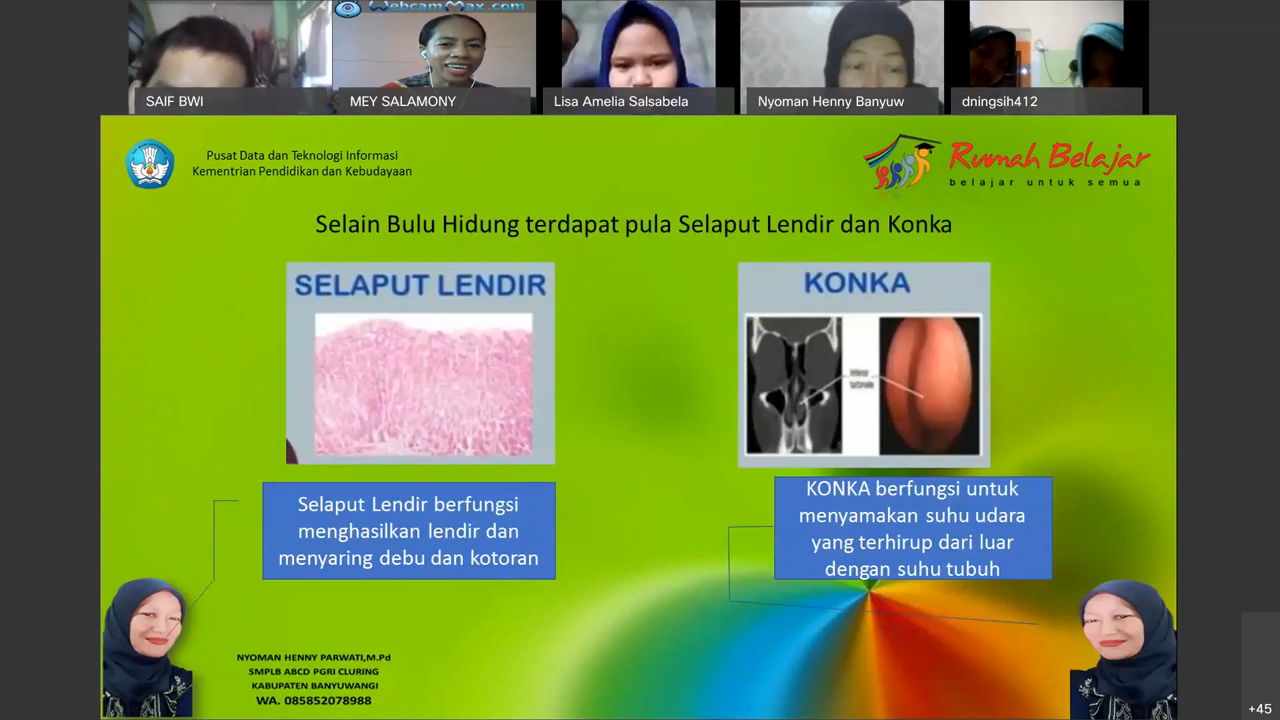 WebcamMax.com
SAIF BWI
MEY SALAMONY
Lisa Amelia Salsabela
Nyoman Henny Banyuw
dningsih412
Pusat Data dan Teknologi Informasi
Kementrian Pendidikan dan Kebudayaan
Rumah Belajar
belajar untuk semua
Selain Bulu Hidung terdapat pula Selaput Lendir dan Konka
SELAPUT LENDIR
KONKA
Selaput Lendir berfungsi
menghasilkan lendir dan
menyaring debu dan kotoran
KONKA berfungsi untuk
menyamakan suhu udara
yang terhirup dari luar
dengan suhu tubuh
NYOMAN HENNY PARWATI,M.Pd
SMPLB ABCD PGRI CLURING
KABUPATEN BANYUWANGI
WA. 085852078988
+45